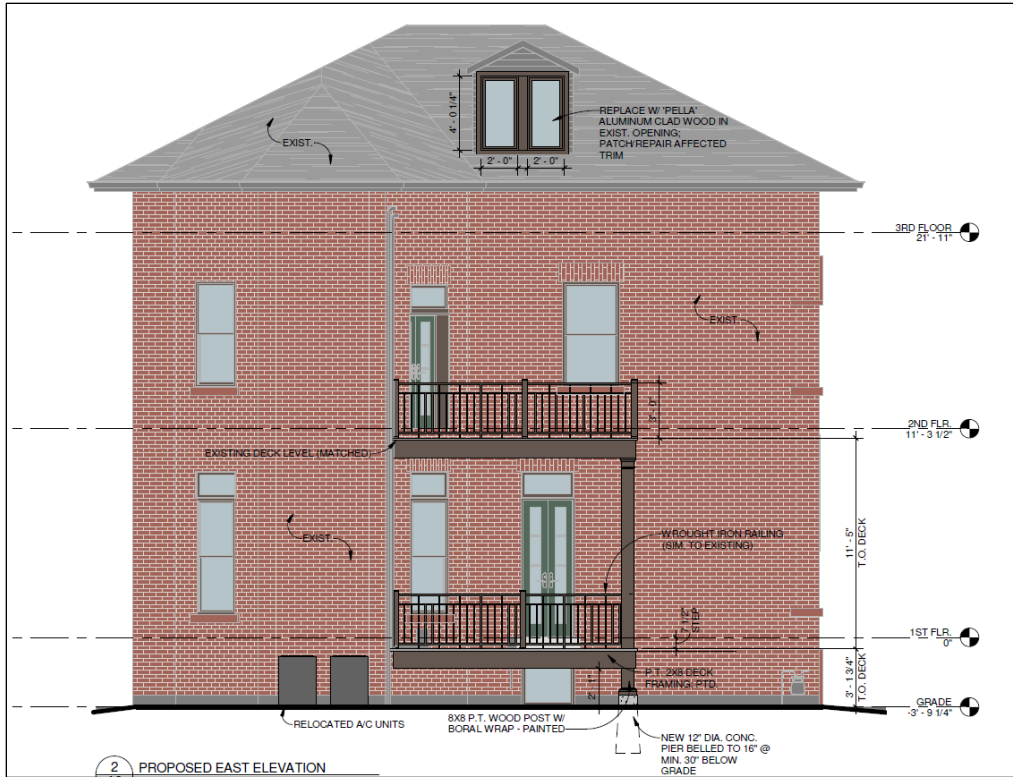 4' - 0 1/4"
2' - 0"
2' - 0"
REPLACE W/ 'PELLA'
ALUMINUM CLAD WOOD IN
EXIST. OPENING;
PATCH/REPAIR AFFECTED
TRIM
EXIST.
3RD FLOOR
21' - 11"
EXIST.
3' - 0"
2ND FLR.
11' - 3 1/2"
EXISTING DECK LEVEL (MATCHED)
WROUGHT IRON RAILING
(SIM. TO EXISTING)
11' - 5"
T.O. DECK
EXIST.
7 1/2"
STEP
1ST FLR.
0"
P.T. 2X8 DECK
FRAMING; PTD.
2' - 11"
3' - 1 3/4"
T.O. DECK
GRADE
-3' - 9 1/4"
RELOCATED A/C UNITS
8X8 P.T. WOOD POST W/
BORAL WRAP - PAINTED
NEW 12" DIA. CONC.
PIER BELLED TO 16" @
MIN. 30" BELOW
GRADE
2
PROPOSED EAST ELEVATION